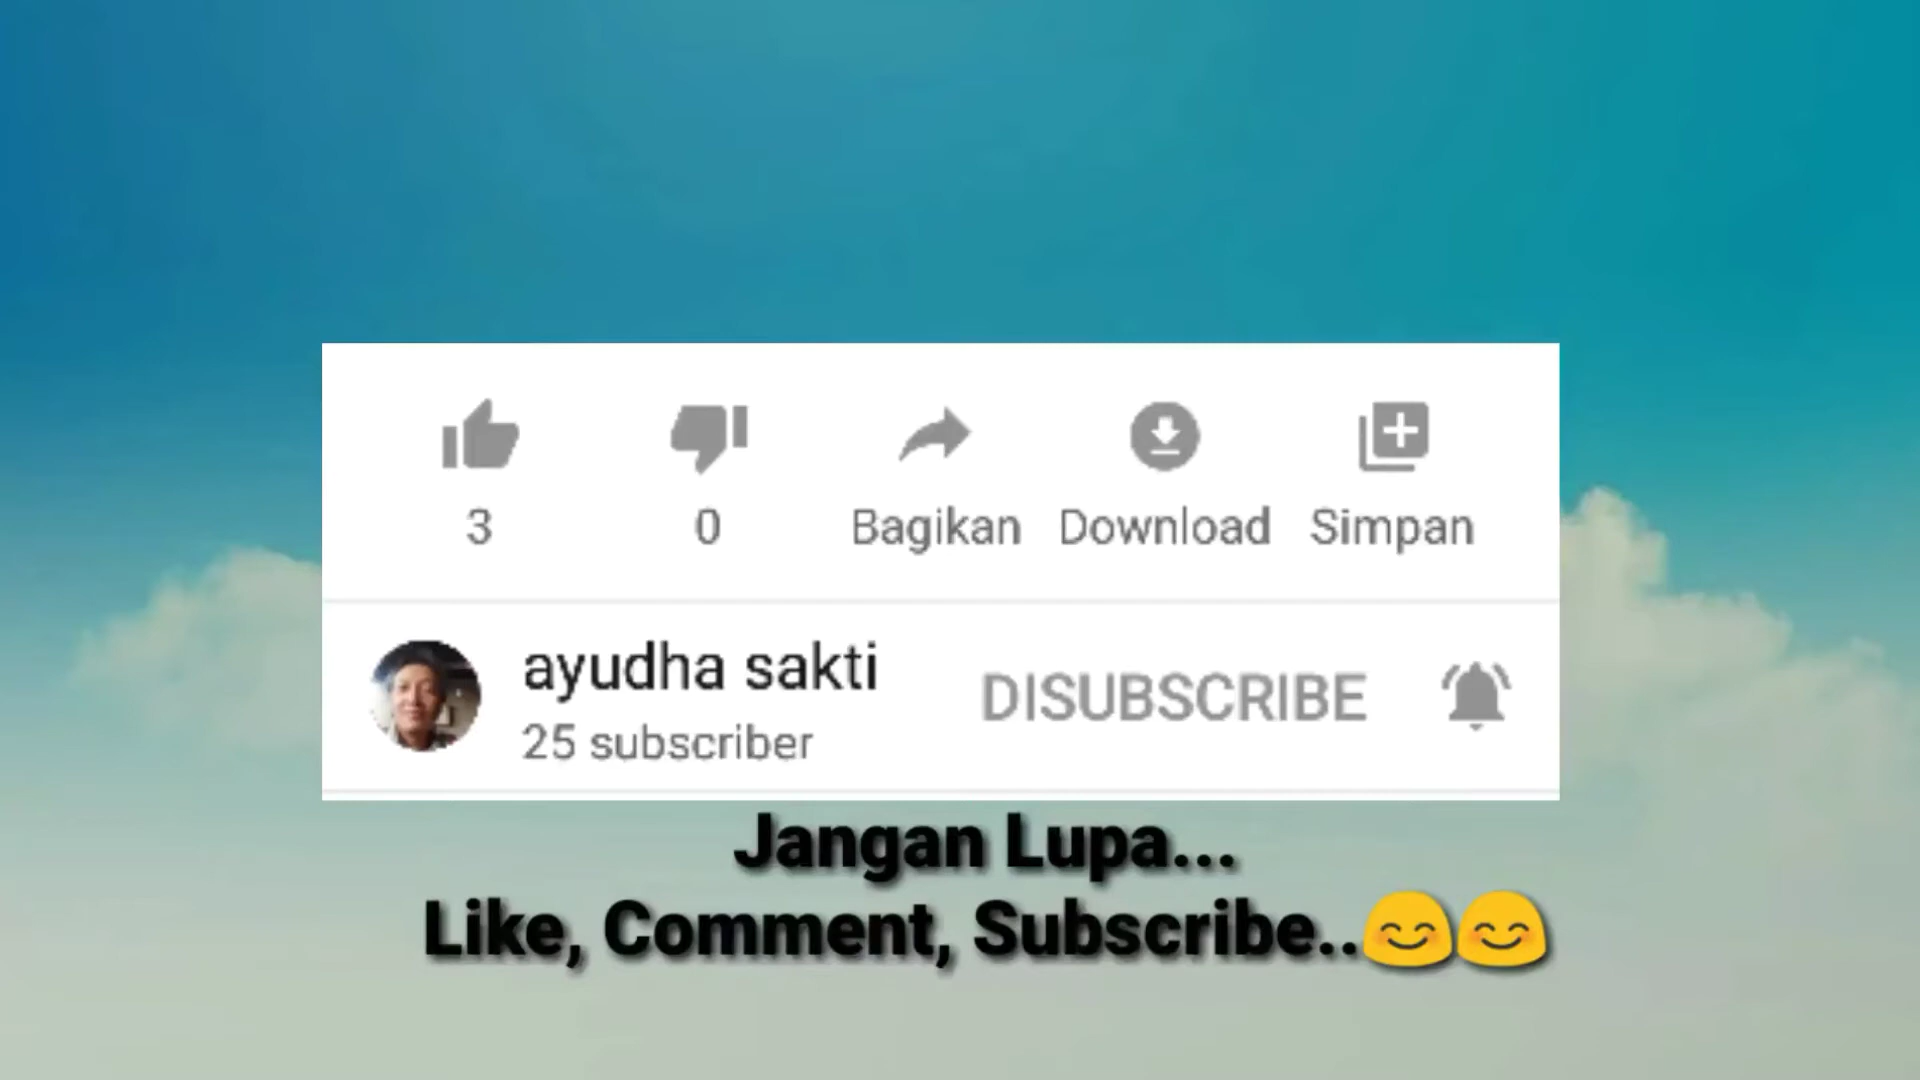 3 0 Bagikan Download Simpan
ayudha sakti
25 subscriber
DISUBSCRIBE
Jangan Lupa...
Like, Comment, Subscribe..😊😊